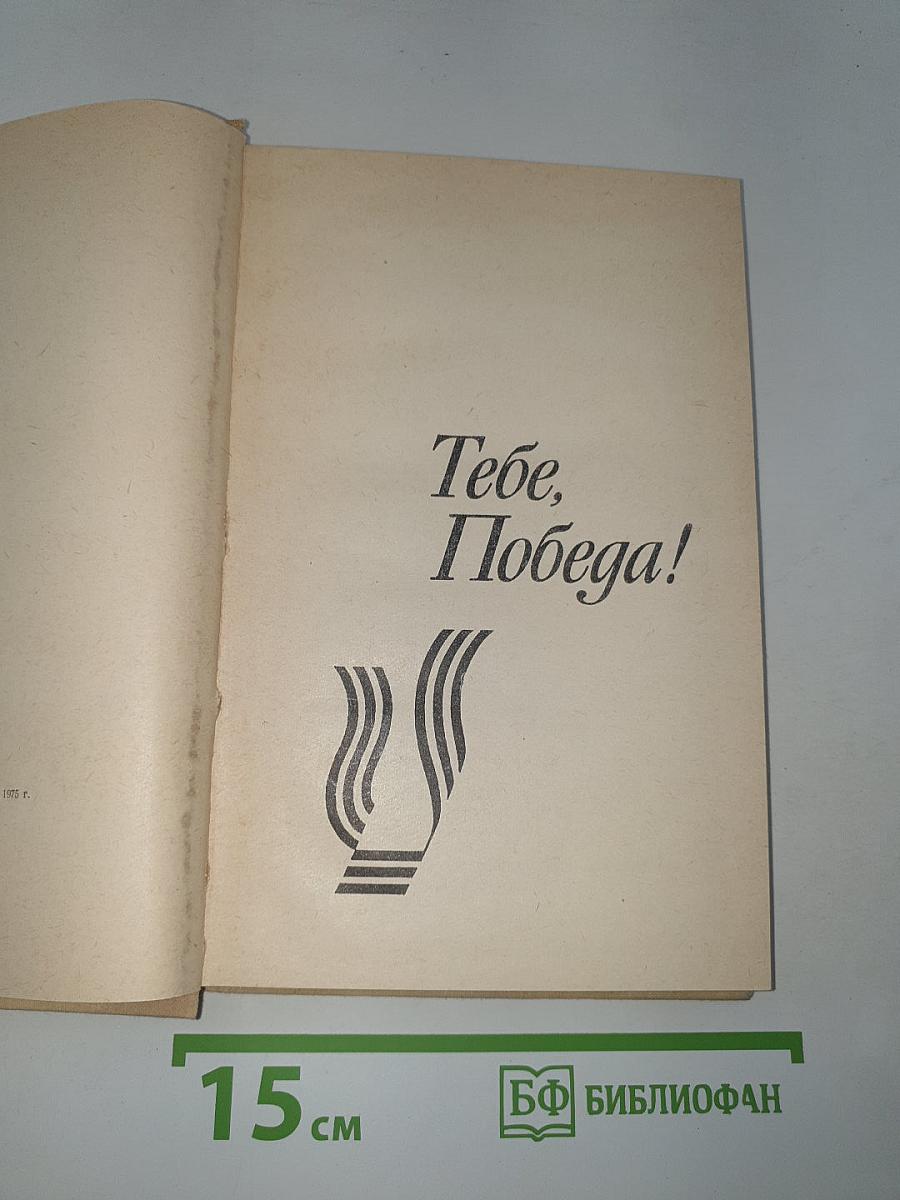 1975 г.
Тебе,
Победа!
15 см
БФ БИБЛИОФАН